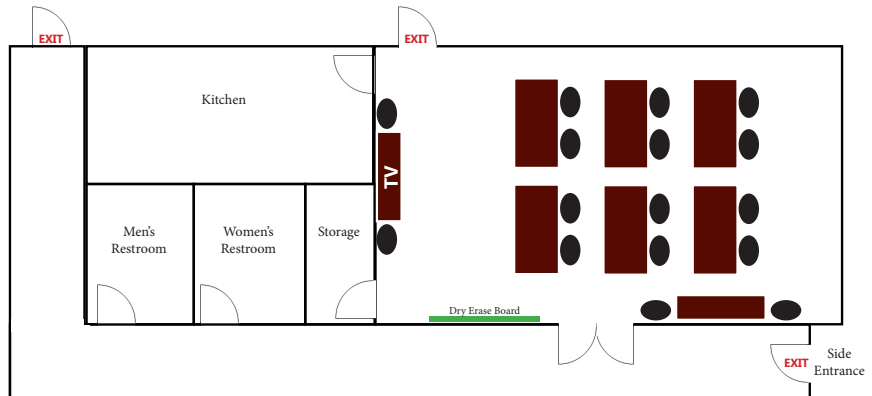 EXIT
EXIT
Kitchen
TV
Men's
Restroom
Women's
Restroom
Storage
Dry Erase Board
EXIT
Side
Entrance